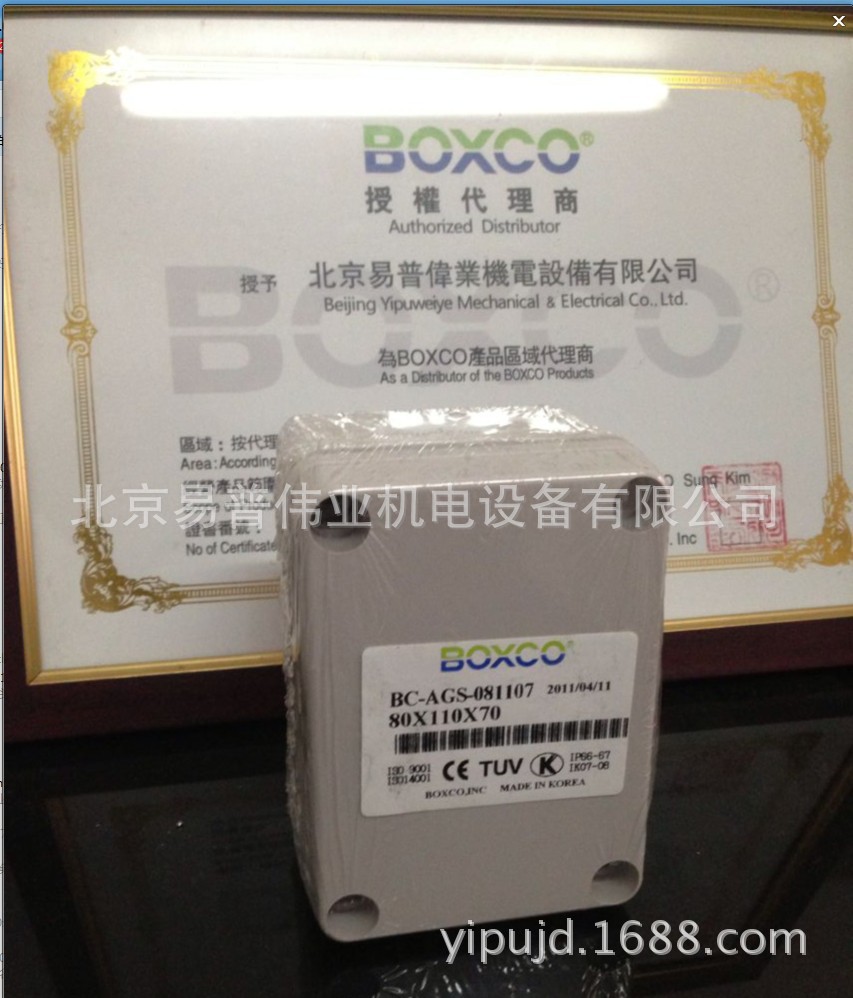 BOXCO®
授權代理商
Authorized Distributor
授予 北京易普偉業機電設備有限公司
Beijing Yipuweiye Mechanical & Electrical Co.,Ltd.
BOXCO®
為BOXCO產品區域代理商
As a Distributor of the BOXCO Products
區域：按代理
Area: According
Sung Kim
證書番號：
No of Certificate
. Inc
北京易普伟业机电设备有限公司
BOXCO
BC-AGS-081107 2011/04/11
80X110X70
ISO 9001
ISO14001
CE TUV K
IP66-67
IK07-08
BOXCO,INC MADE IN KOREA
yipujd.1688.com